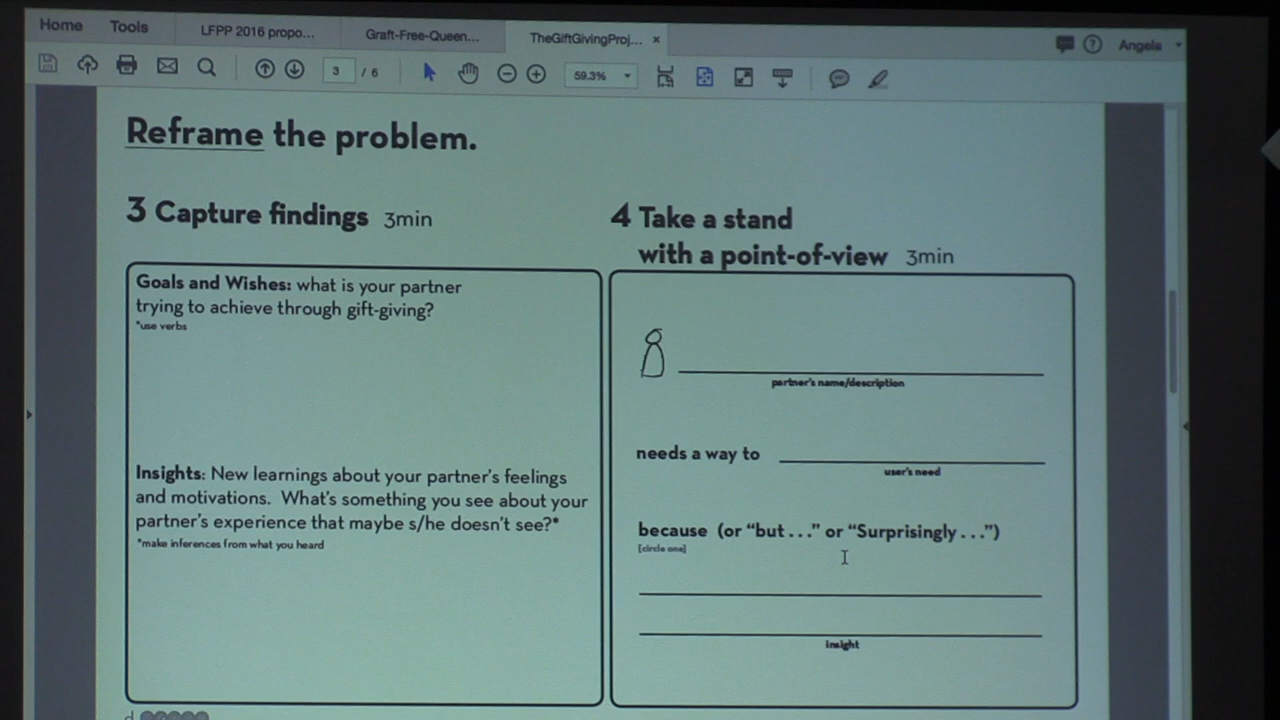 Home Tools LFPP 2016 propo... Graft-Free-Queen... TheGiftGivingProj... × ? Angela
3 / 6 59.3%
Reframe the problem.
3 Capture findings 3min
Goals and Wishes: what is your partner
trying to achieve through gift-giving?
*use verbs
Insights: New learnings about your partner's feelings
and motivations. What's something you see about your
partner's experience that maybe s/he doesn't see?*
*make inferences from what you heard
4 Take a stand
with a point-of-view 3min
partner's name/description
needs a way to
user's need
because (or "but . . ." or "Surprisingly . . .")
[circle one]
insight